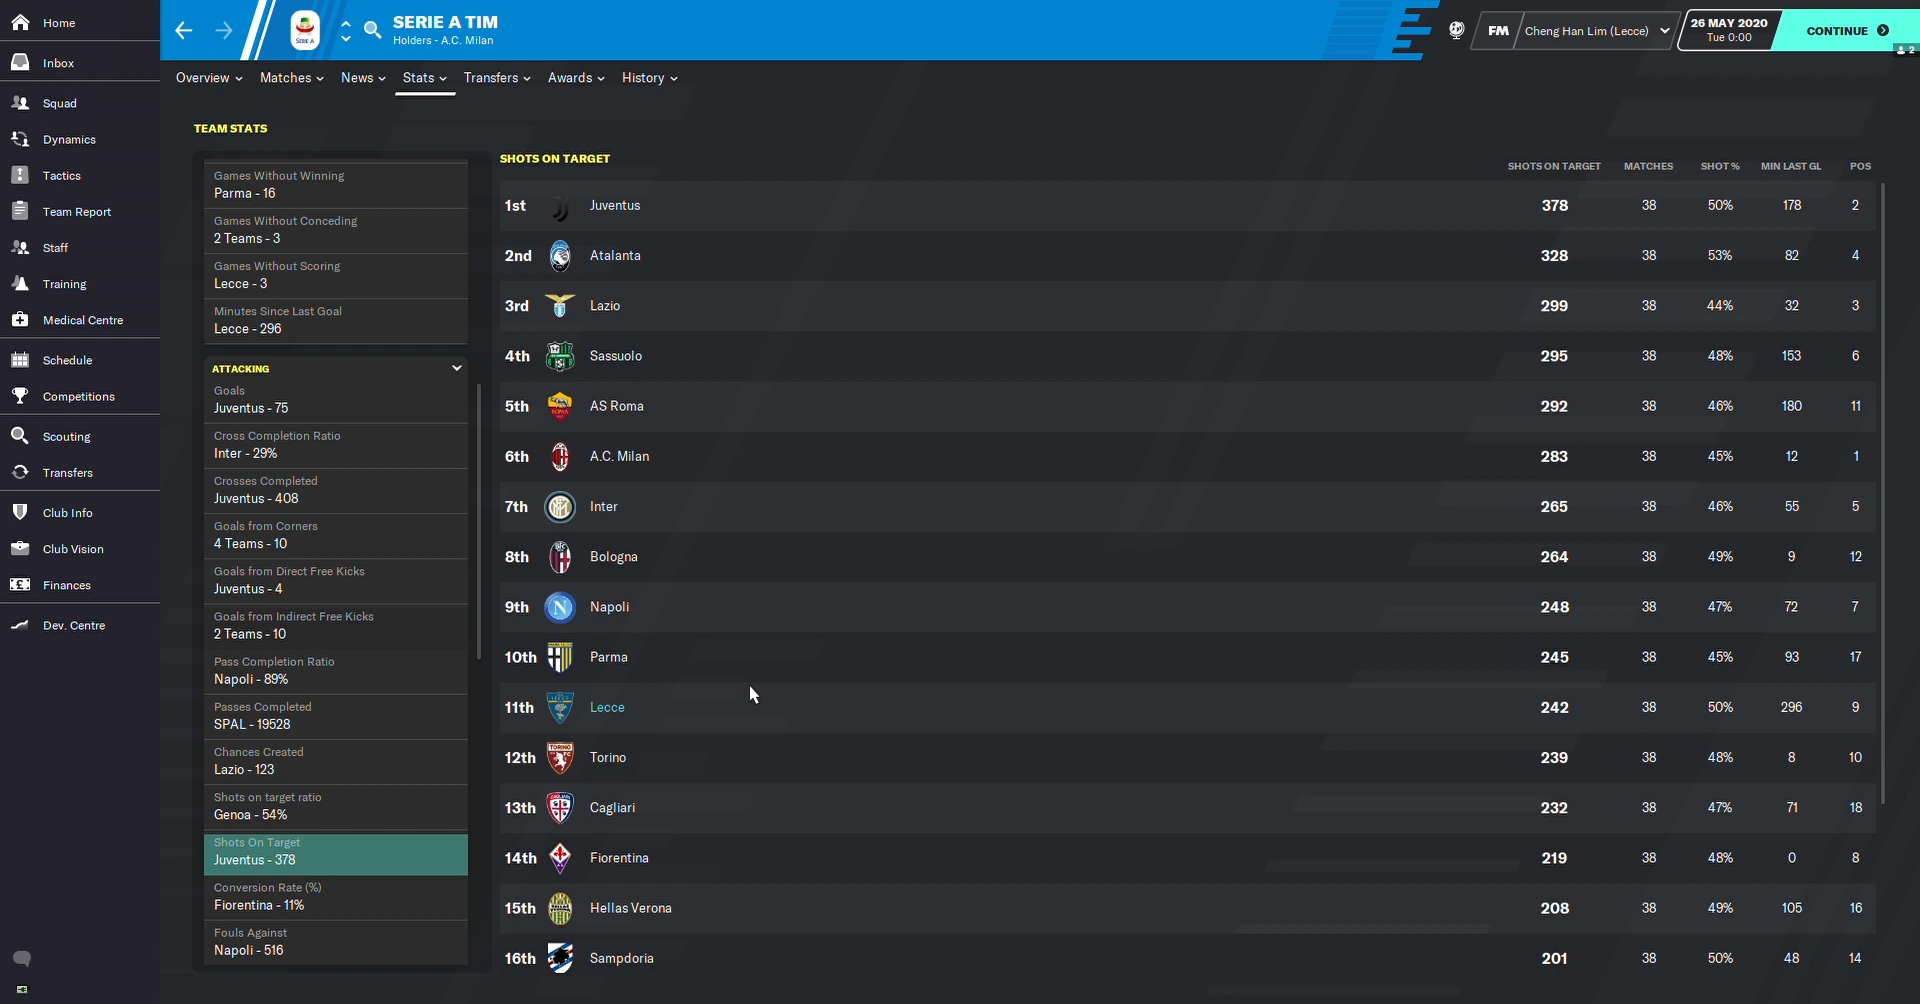 Home
Inbox
Squad
Dynamics
Tactics
Team Report
Staff
Training
Medical Centre
Schedule
Competitions
Scouting
Transfers
Club Info
Club Vision
Finances
Dev. Centre
SERIE A
SERIE A TIM
Holders - A.C. Milan
FM
Cheng Han Lim (Lecce)
26 MAY 2020
Tue 0:00
CONTINUE
2
Overview Matches News Stats Transfers Awards History
TEAM STATS
Games Without Winning
Parma - 16
Games Without Conceding
2 Teams - 3
Games Without Scoring
Lecce - 3
Minutes Since Last Goal
Lecce - 296
ATTACKING
Goals
Juventus - 75
Cross Completion Ratio
Inter - 29%
Crosses Completed
Juventus - 408
Goals from Corners
4 Teams - 10
Goals from Direct Free Kicks
Juventus - 4
Goals from Indirect Free Kicks
2 Teams - 10
Pass Completion Ratio
Napoli - 89%
Passes Completed
SPAL - 19528
Chances Created
Lazio - 123
Shots on target ratio
Genoa - 54%
Shots On Target
Juventus - 378
Conversion Rate (%)
Fiorentina - 11%
Fouls Against
Napoli - 516
SHOTS ON TARGET
SHOTS ON TARGET MATCHES SHOT % MIN LAST GL POS
1st Juventus 378 38 50% 178 2
2nd Atalanta 328 38 53% 82 4
3rd Lazio 299 38 44% 32 3
4th Sassuolo 295 38 48% 153 6
5th AS Roma 292 38 46% 180 11
6th A.C. Milan 283 38 45% 12 1
7th Inter 265 38 46% 55 5
8th Bologna 264 38 49% 9 12
9th Napoli 248 38 47% 72 7
10th Parma 245 38 45% 93 17
11th Lecce 242 38 50% 296 9
12th Torino 239 38 48% 8 10
13th Cagliari 232 38 47% 71 18
14th Fiorentina 219 38 48% 0 8
15th Hellas Verona 208 38 49% 105 16
16th Sampdoria 201 38 50% 48 14